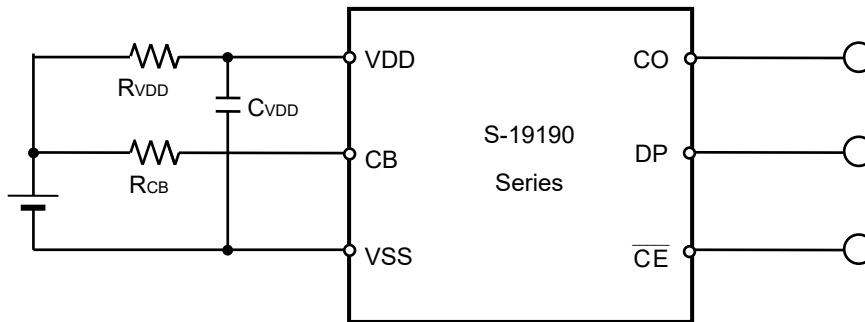 VDD
CO
RVDD
CVDD
S-19190
CB
DP
Series
RCB
VSS
CE